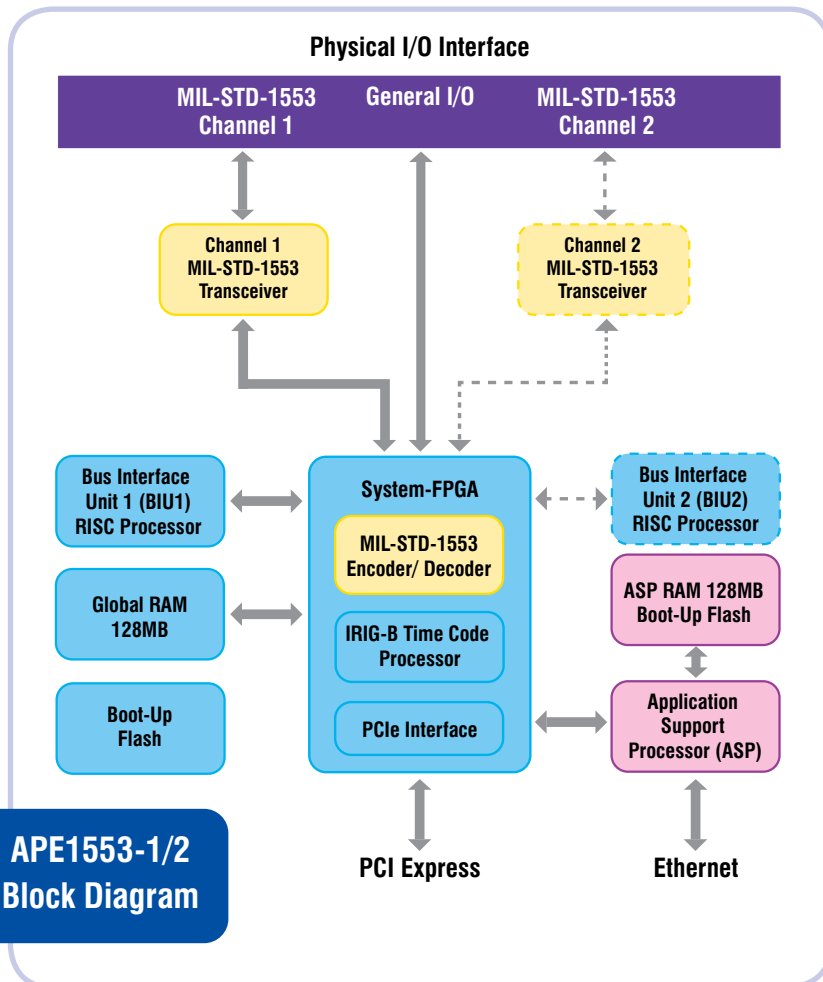 Physical I/O Interface
MIL-STD-1553
Channel 1
General I/O
MIL-STD-1553
Channel 2
Channel 1
MIL-STD-1553
Transceiver
Channel 2
MIL-STD-1553
Transceiver
Bus Interface
Unit 1 (BIU1)
RISC Processor
System-FPGA
Bus Interface
Unit 2 (BIU2)
RISC Processor
MIL-STD-1553
Encoder/ Decoder
Global RAM
128MB
ASP RAM 128MB
Boot-Up Flash
IRIG-B Time Code
Processor
Boot-Up
Flash
PCIe Interface
Application
Support
Processor (ASP)
PCI Express
Ethernet
APE1553-1/2
Block Diagram